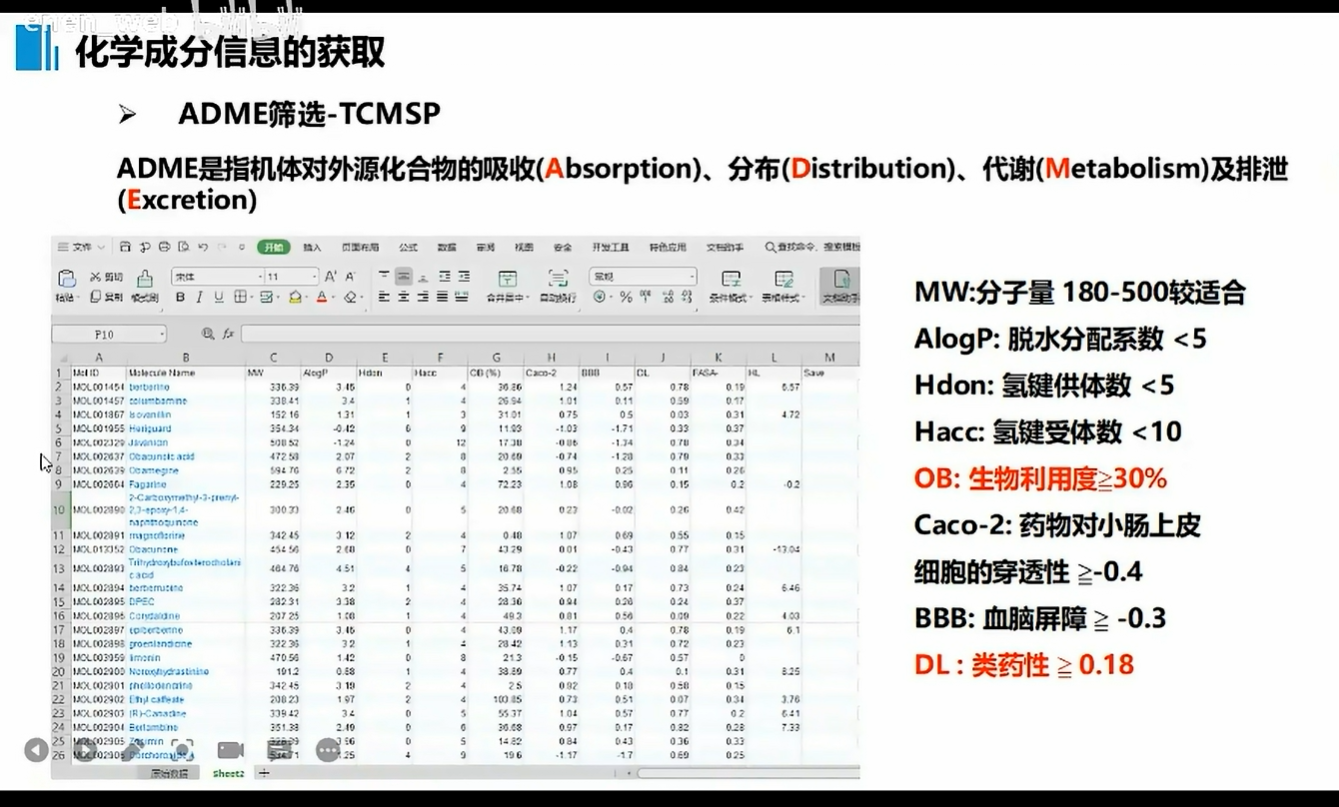 enen_web
化学成分信息的获取
➢ ADME筛选-TCMSP
ADME是指机体对外源化合物的吸收(Absorption)、分布(Distribution)、代谢(Metabolism)及排泄
(Excretion)
文件 开始 插入 页面布局 公式 数据 审阅 视图 安全 开发工具 特色应用 文档助手 查找命令、搜索模板
剪切 宋体 11 常规
粘贴 复制 格式刷 B I U A 合并居中 自动换行 % 条件模式 表格样式 文档助手
P10 fx
A B C D E F G H I J K L M
1 Mol ID Molecule Name MW AlogP Hdon Hacc OB (%) Caco-2 BBB DL FASA- HL Save
2 MOL001454 berberine 336.39 3.45 0 4 36.86 1.24 0.57 0.78 0.19 6.57
3 MOL001457 columbamine 338.41 3.4 1 4 26.94 1.01 0.11 0.59 0.17
4 MOL001867 152.16 1.31 1 3 31.01 0.75 0.5 0.03 0.31 4.72
5 MOL001955 354.34 -0.42 6 9 11.93 -1.03 -1.71 0.33 0.37
6 MOL002329 508.52 -1.24 12 17.38 -0.86 -1.34 0.78 0.34
7 MOL002637 Obacunoic acid 472.58 2.07 2 8 20.69 -0.74 -1.28 0.79 0.33
8 Obamegine 594.76 6.72 2 8 0.95 0.25 0.11 0.26
9 MOL002664 Fagarine 229.25 2.35 0 4 72.23 1.08 0.15 0.2 -0.2
2-Carboxymethyl-3-prenyl-
10 MOL002890 2,3-epoxy-1,4- 300.33 2.46 0 5 20.68 0.23 -0.02 0.26 0.42
naphthoquinone
11 MOL002891 magnoflorine 342.45 3.12 2 4 0.48 1.07 0.69 0.55 0.15
12 MOL013352 Obacunone 454.56 2.68 0 7 43.29 0.01 -0.43 0.77 0.31 -13.04
13 MOL002893 464.76 4.51 4 5 16.78 -0.22 -0.94 0.84 0.23
14 MOL002894 berberrubine 322.36 3.2 1 4 35.74 1.07 0.17 0.73 0.24 6.46
15 MOL002895 DPEC 282.31 3.38 2 4 28.36 0.94 0.24 0.37
16 Corydaldine 207.25 1.08 1 4 49.3 0.81 0.56 0.09 0.22 4.03
17 MOL002897 epiberberine 336.39 3.45 0 4 43.09 1.17 0.4 0.78 0.19 6.1
18 MOL002898 groenlandicine 322.36 3.2 1 4 28.42 1.13 0.31 0.72 0.23
19 MOL003959 limonin 470.56 1.42 0 8 21.3 -0.15 -0.67 0.57 0
20 MOL002900 Noroxyhydrastinine 191.2 0.68 1 4 38.89 0.77 0.4 0.1 0.31 8.25
21 MOL002901 phellodendrine 342.45 3.19 2 4 2.5 0.92 0.58 0.15
22 MOL002902 Ethyl caffeate 208.23 1.97 2 4 103.85 0.73 0.51 0.07 0.34 3.76
23 MOL002903 (R)-Canadine 339.42 3.4 0 5 55.37 1.04 0.57 0.77 0.2 6.41
24 MOL002904 Berlambine 351.38 2.49 0 6 36.68 0.97 0.17 0.82 0.28 7.33
25 0 5 14.82 0.84 0.43 0.36 0.33
26 4 9 19.6 -1.17 -1.7 0.69 0.25
原始数据 Sheet2 +
MW:分子量 180-500较适合
AlogP: 脱水分配系数 <5
Hdon: 氢键供体数 <5
Hacc: 氢键受体数 <10
OB: 生物利用度≧30%
Caco-2: 药物对小肠上皮
细胞的穿透性 ≧-0.4
BBB: 血脑屏障 ≧ -0.3
DL : 类药性 ≧ 0.18